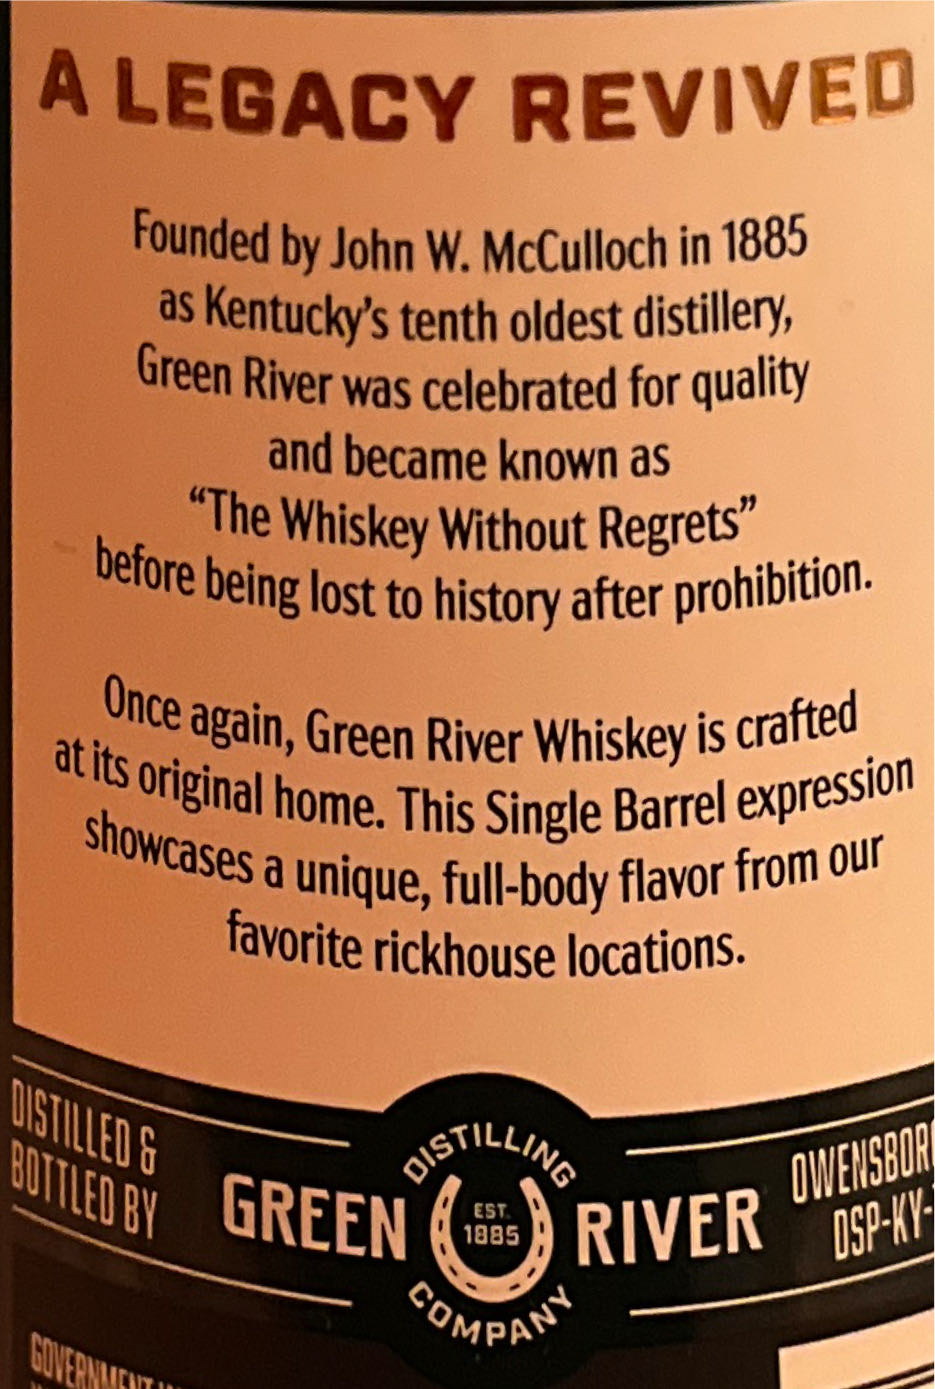 A LEGACY REVIVED
Founded by John W. McCulloch in 1885
as Kentucky's tenth oldest distillery,
Green River was celebrated for quality
and became known as
“The Whiskey Without Regrets”
before being lost to history after prohibition.
Once again, Green River Whiskey is crafted
at its original home. This Single Barrel expression
showcases a unique, full-body flavor from our
favorite rickhouse locations.
DISTILLED &
BOTTLED BY
GREEN
DISTILLING
EST.
1885
COMPANY
RIVER
OWENSBOR
DSP-KY-